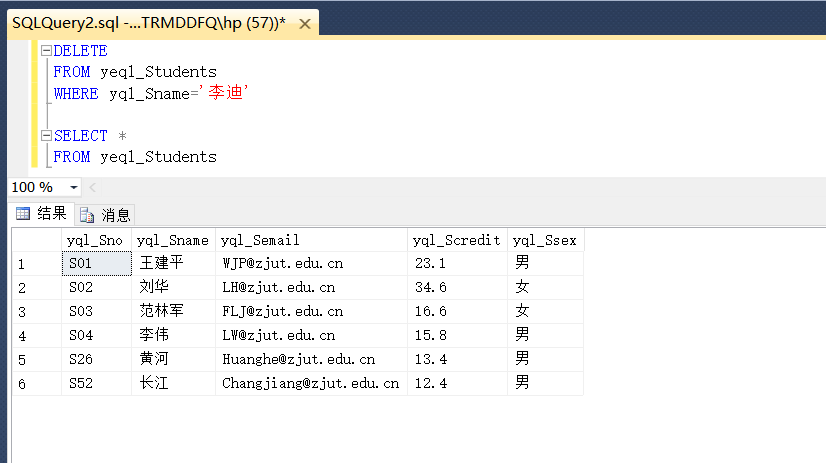 SQLQuery2.sql -...TRMDDFQ\hp (57))*
DELETE
FROM yeql_Students
WHERE yql_Sname='李迪'
SELECT *
FROM yeql_Students
100 %
结果 消息
yql_Sno yql_Sname yql_Semail yql_Scredit yql_Ssex
1 S01 王建平 WJP@zjut.edu.cn 23.1 男
2 S02 刘华 LH@zjut.edu.cn 34.6 女
3 S03 范林军 FLJ@zjut.edu.cn 16.6 女
4 S04 李伟 LW@zjut.edu.cn 15.8 男
5 S26 黄河 Huanghe@zjut.edu.cn 13.4 男
6 S52 长江 Changjiang@zjut.edu.cn 12.4 男